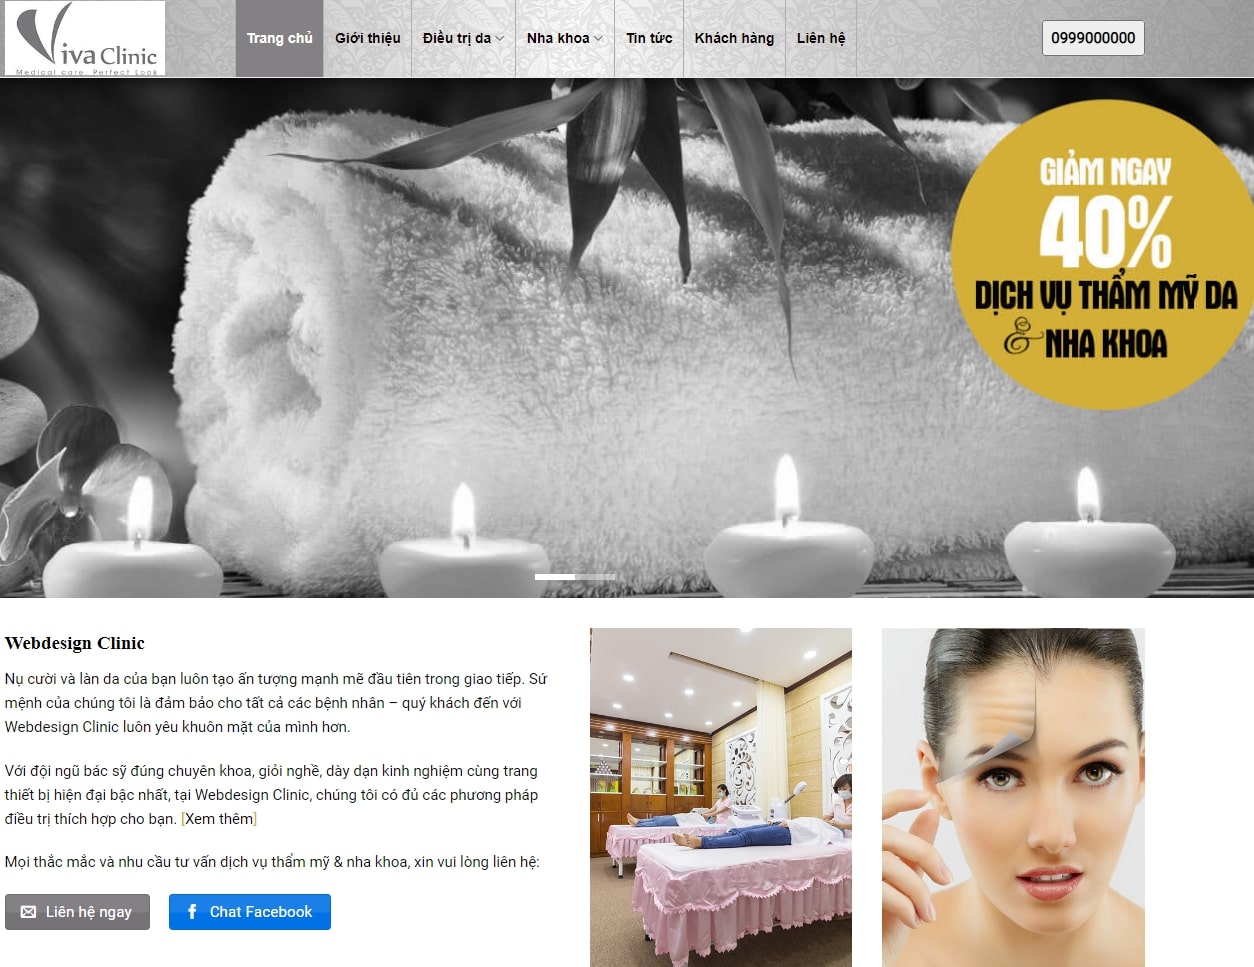 Viva Clinic
Medical care. Perfect Look
Trang chủ Giới thiệu Điều trị da Nha khoa Tin tức Khách hàng Liên hệ
0999000000
GIẢM NGAY
40%
DỊCH VỤ THẨM MỸ DA
& NHA KHOA
Webdesign Clinic
Nụ cười và làn da của bạn luôn tạo ấn tượng mạnh mẽ đầu tiên trong giao tiếp. Sứ
mệnh của chúng tôi là đảm bảo cho tất cả các bệnh nhân – quý khách đến với
Webdesign Clinic luôn yêu khuôn mặt của mình hơn.
Với đội ngũ bác sỹ đúng chuyên khoa, giỏi nghề, dày dạn kinh nghiệm cùng trang
thiết bị hiện đại bậc nhất, tại Webdesign Clinic, chúng tôi có đủ các phương pháp
điều trị thích hợp cho bạn. [Xem thêm]
Mọi thắc mắc và nhu cầu tư vấn dịch vụ thẩm mỹ & nha khoa, xin vui lòng liên hệ:
Liên hệ ngay
Chat Facebook